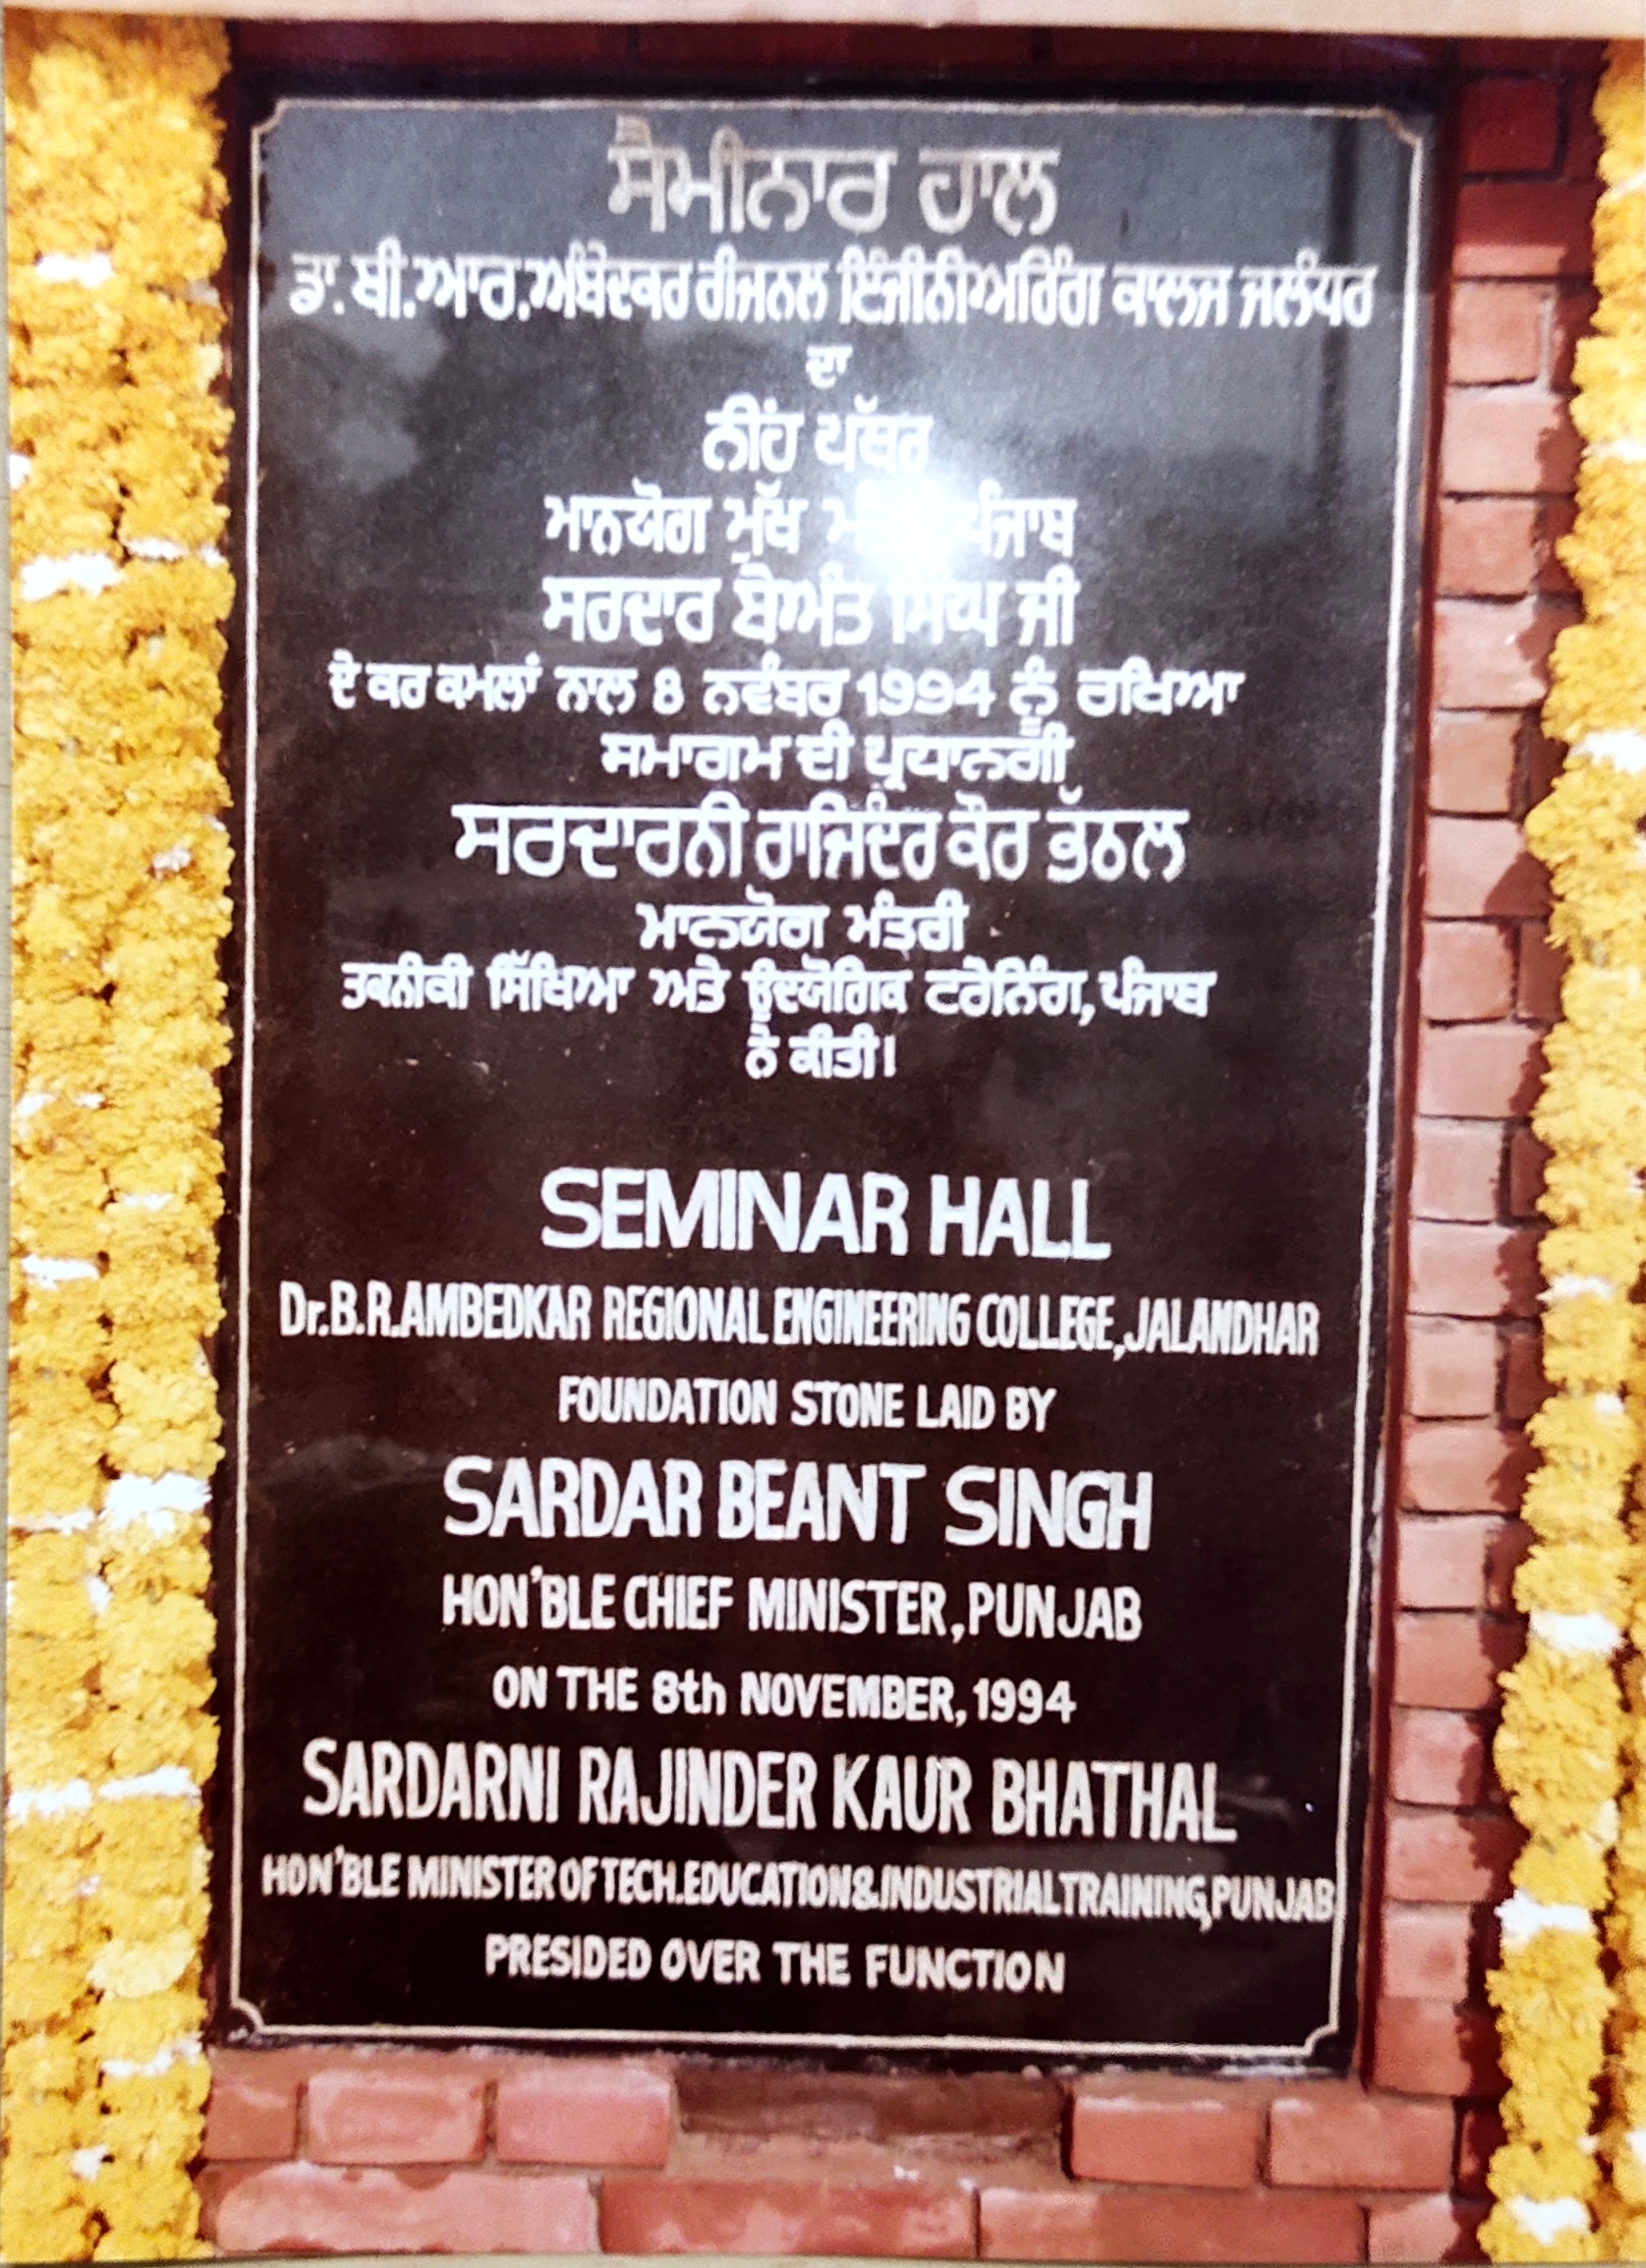 ਸੈਮੀਨਾਰ ਹਾਲ
ਡਾ. ਬੀ.ਆਰ.ਅੰਬੇਦਕਰ ਰੀਜਨਲ ਇੰਜੀਨੀਅਰਿੰਗ ਕਾਲਜ ਜਲੰਧਰ
ਦਾ
ਨੀਂਹ ਪੱਥਰ
ਮਾਨਯੋਗ ਮੁੱਖ ਪੰਜਾਬ
ਸਰਦਾਰ ਬੇਅੰਤ ਸਿੰਘ ਜੀ
ਦੇ ਕਰ ਕਮਲਾਂ ਨਾਲ 8 ਨਵੰਬਰ 1994 ਨੂੰ ਰਖਿਆ
ਸਮਾਗਮ ਦੀ ਪ੍ਰਧਾਨਗੀ
ਸਰਦਾਰਨੀ ਰਾਜਿੰਦਰ ਕੌਰ ਭੱਠਲ
ਮਾਨਯੋਗ ਮੰਤਰੀ
ਤਕਨੀਕੀ ਸਿੱਖਿਆ ਅਤੇ ਉਦਯੋਗਿਕ ਟਰੇਨਿੰਗ, ਪੰਜਾਬ
ਨੇ ਕੀਤੀ।
SEMINAR HALL
Dr.B.R.AMBEDKAR REGIONAL ENGINEERING COLLEGE, JALANDHAR
FOUNDATION STONE LAID BY
SARDAR BEANT SINGH
HON'BLE CHIEF MINISTER, PUNJAB
ON THE 8th NOVEMBER, 1994
SARDARNI RAJINDER KAUR BHATHAL
HON'BLE MINISTER OF TECH. EDUCATION & INDUSTRIAL TRAINING, PUNJAB
PRESIDED OVER THE FUNCTION